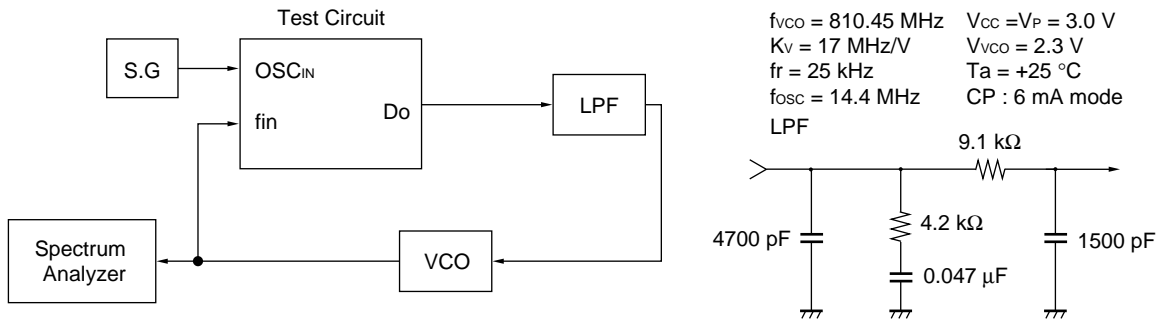 Test Circuit
S.G
OSCIN
fin
Do
LPF
Spectrum
Analyzer
VCO
fVCO = 810.45 MHz
KV = 17 MHz/V
fr = 25 kHz
fOSC = 14.4 MHz
LPF
VCC =VP = 3.0 V
VVCO = 2.3 V
Ta = +25 °C
CP : 6 mA mode
9.1 kΩ
4.2 kΩ
4700 pF
1500 pF
0.047 μF